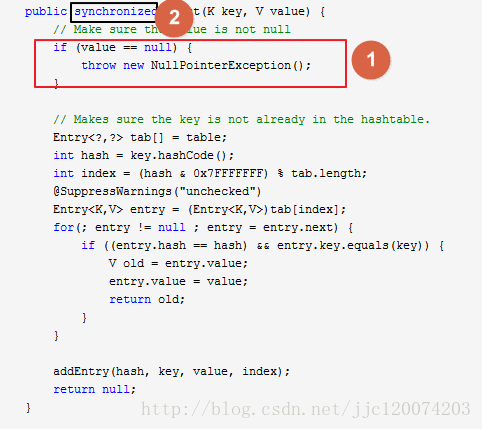 public synchronized t(K key, V value) {
2
// Make sure the value is not null
if (value == null) {
throw new NullPointerException();
}
1
// Makes sure the key is not already in the hashtable.
Entry<?,?> tab[] = table;
int hash = key.hashCode();
int index = (hash & 0x7FFFFFFF) % tab.length;
@SuppressWarnings("unchecked")
Entry<K,V> entry = (Entry<K,V>)tab[index];
for(; entry != null ; entry = entry.next) {
if ((entry.hash == hash) && entry.key.equals(key)) {
V old = entry.value;
entry.value = value;
return old;
}
}
addEntry(hash, key, value, index);
return null;
}
http://blog.csdn.net/jjc120074203